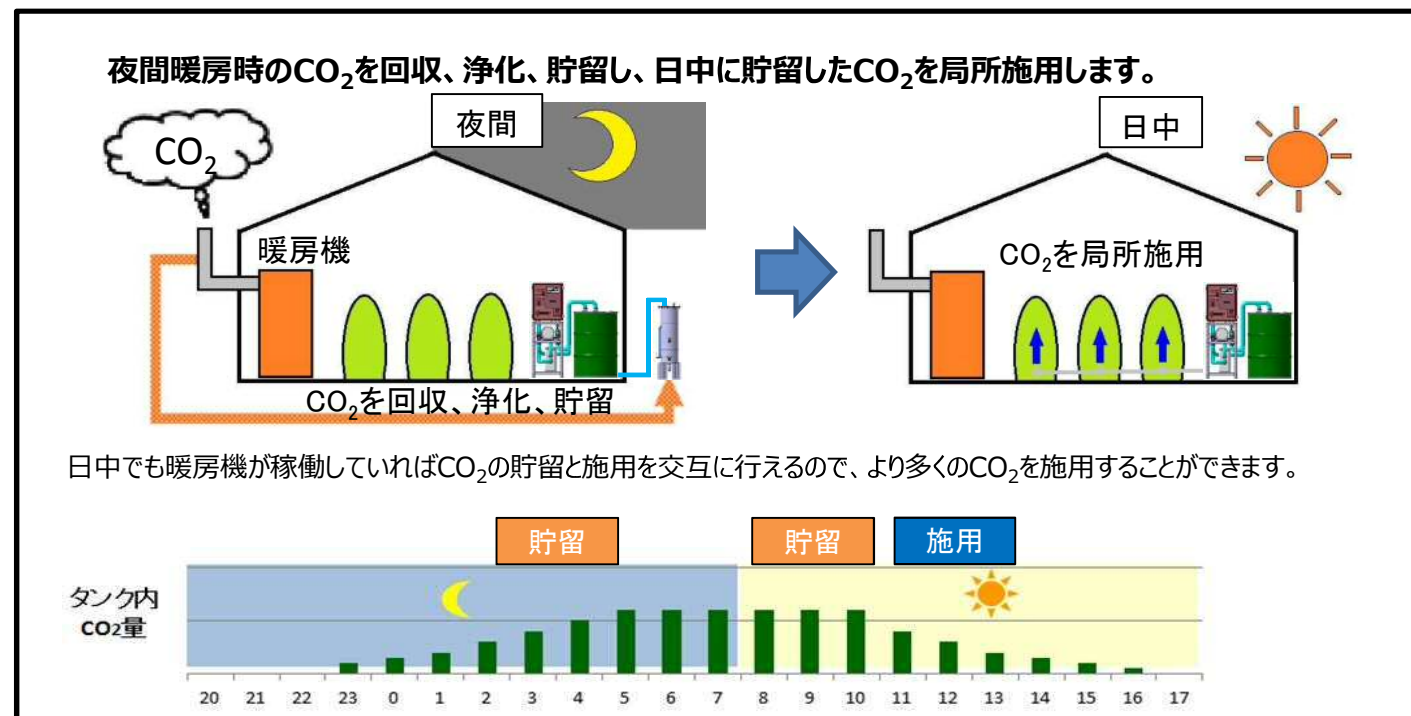 夜間暖房時のCO₂を回収、浄化、貯留し、日中に貯留したCO₂を局所施用します。
夜間
日中
CO₂
暖房機
CO₂を局所施用
CO₂を回収、浄化、貯留
日中でも暖房機が稼働していればCO₂の貯留と施用を交互に行えるので、より多くのCO₂を施用することができます。
貯留
貯留
施用
タンク内
CO2量
20 21 22 23 0 1 2 3 4 5 6 7 8 9 10 11 12 13 14 15 16 17